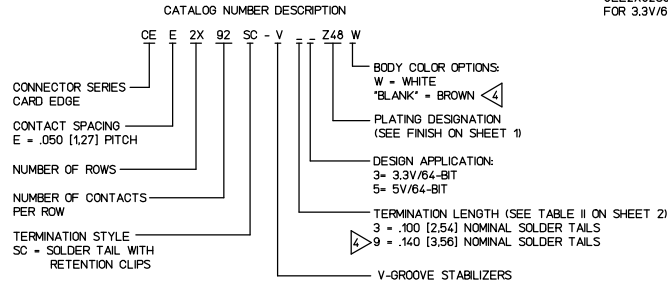 CATALOG NUMBER DESCRIPTION
FOR 3.3V/6
CE E 2X 92 SC - V _ _ Z48 W
BODY COLOR OPTIONS:
W = WHITE
"BLANK" = BROWN 4
CONNECTOR SERIES
CARD EDGE
PLATING DESIGNATION
(SEE FINISH ON SHEET 1)
CONTACT SPACING
E = .050 [1,27] PITCH
DESIGN APPLICATION:
3= 3.3V/64-BIT
5= 5V/64-BIT
NUMBER OF ROWS
NUMBER OF CONTACTS
PER ROW
TERMINATION LENGTH (SEE TABLE II ON SHEET 2)
3 = .100 [2,54] NOMINAL SOLDER TAILS
4 9 = .140 [3,56] NOMINAL SOLDER TAILS
TERMINATION STYLE
SC = SOLDER TAIL WITH
RETENTION CLIPS
V-GROOVE STABILIZERS